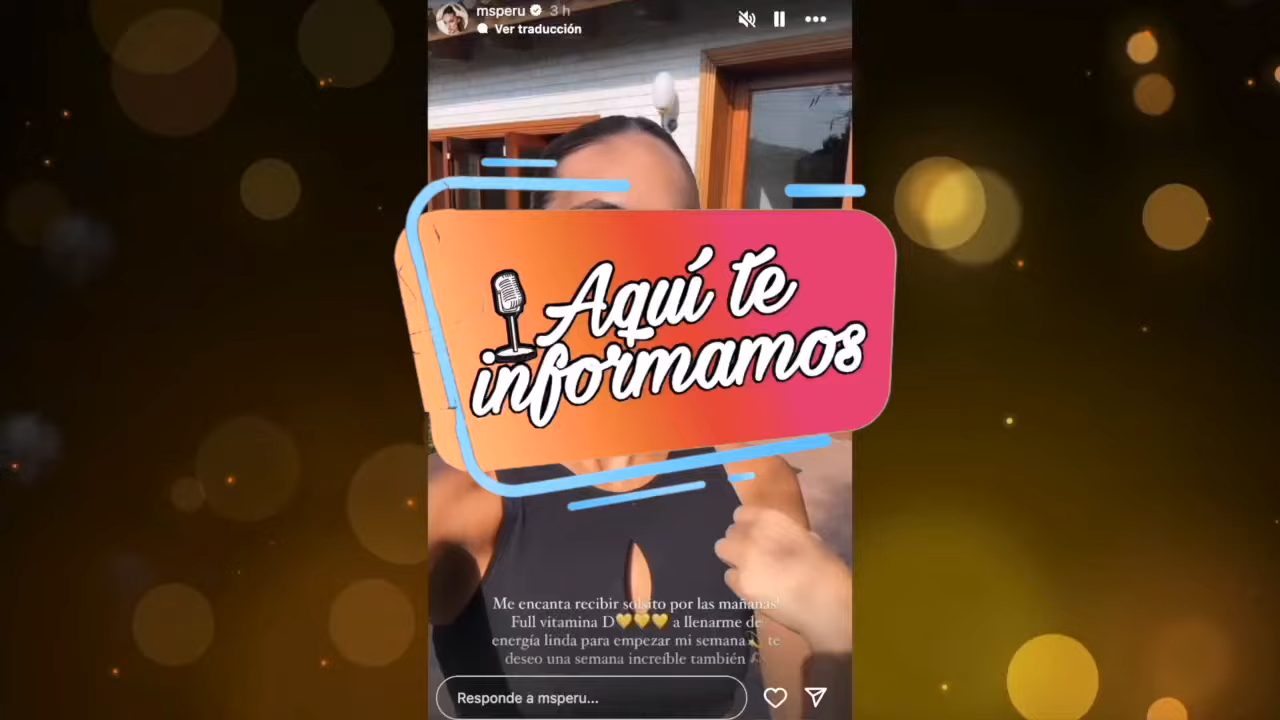 msperu 3 h
Ver traducción
Aquí te
informamos
Me encanta recibir solsito por las mañanas!
Full vitamina D💛💛💛 a llenarme de
energía linda para empezar mi semana te
deseo una semana increíble también
Responde a msperu...